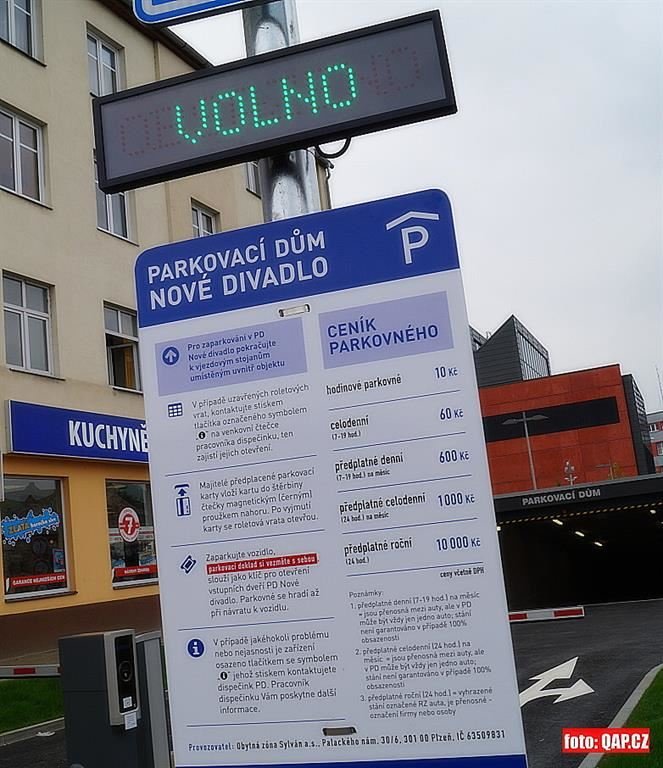 VOLNO
PARKOVACÍ DŮM
NOVÉ DIVADLO
P
Pro zaparkování v PD
Nové divadlo pokračujte
k vjezdovým stojanům
umístěným uvnitř objektu
V případě uzavřených roletových
vrat, kontaktujte stiskem
tlačítka označeného symbolem
„i“ na venkovní čtečce
pracovníka dispečinku, ten
zajistí jejich otevření.
Majitelé předplacené parkovací
karty vloží kartu do štěrbiny
čtečky magnetickým (černým)
proužkem nahoru. Po vyjmutí
karty se roletová vrata otevřou.
Zaparkujte vozidlo,
parkovací doklad si vezměte s sebou
slouží jako klíč pro otevření
vstupních dveří PD Nové
divadlo. Parkovné se hradí až
při návratu k vozidlu.
V případě jakéhokoli problému
nebo nejasnosti je zařízení
osazeno tlačítkem se symbolem
„i“ jehož stiskem kontaktujete
dispečink PD. Pracovník
dispečinku Vám poskytne další
informace.
CENÍK
PARKOVNÉHO
hodinové parkovné 10 Kč
celodenní 60 Kč
(7-19 hod.)
předplatné denní 600 Kč
(7-19 hod.) na měsíc
předplatné celodenní 1 000 Kč
(24 hod.) na měsíc
předplatné roční 10 000 Kč
(24 hod.)
ceny včetně DPH
Poznámky:
1. předplatné denní (7-19 hod.) na měsíc
= jsou přenosná mezi auty, ale v PD
může být vždy jen jedno auto; stání
není garantováno v případě 100%
obsazenosti
2. předplatné celodenní (24 hod.) na
měsíc = jsou přenosná mezi auty, ale v
PD může být vždy jen jedno auto; stání
není garantováno v případě 100%
obsazenosti
3. předplatné roční (24 hod.) – vyhrazené
stání označené RZ auta, je přenosné –
označení firmy nebo osoby
Provozovatel: Obytná zóna Sylván a.s., Palackého nám. 30/6, 301 00 Plzeň, IČ 63509831
KUCHYNĚ
ZLATÁ
7
PARKOVACÍ DŮM
foto: QAP.CZ